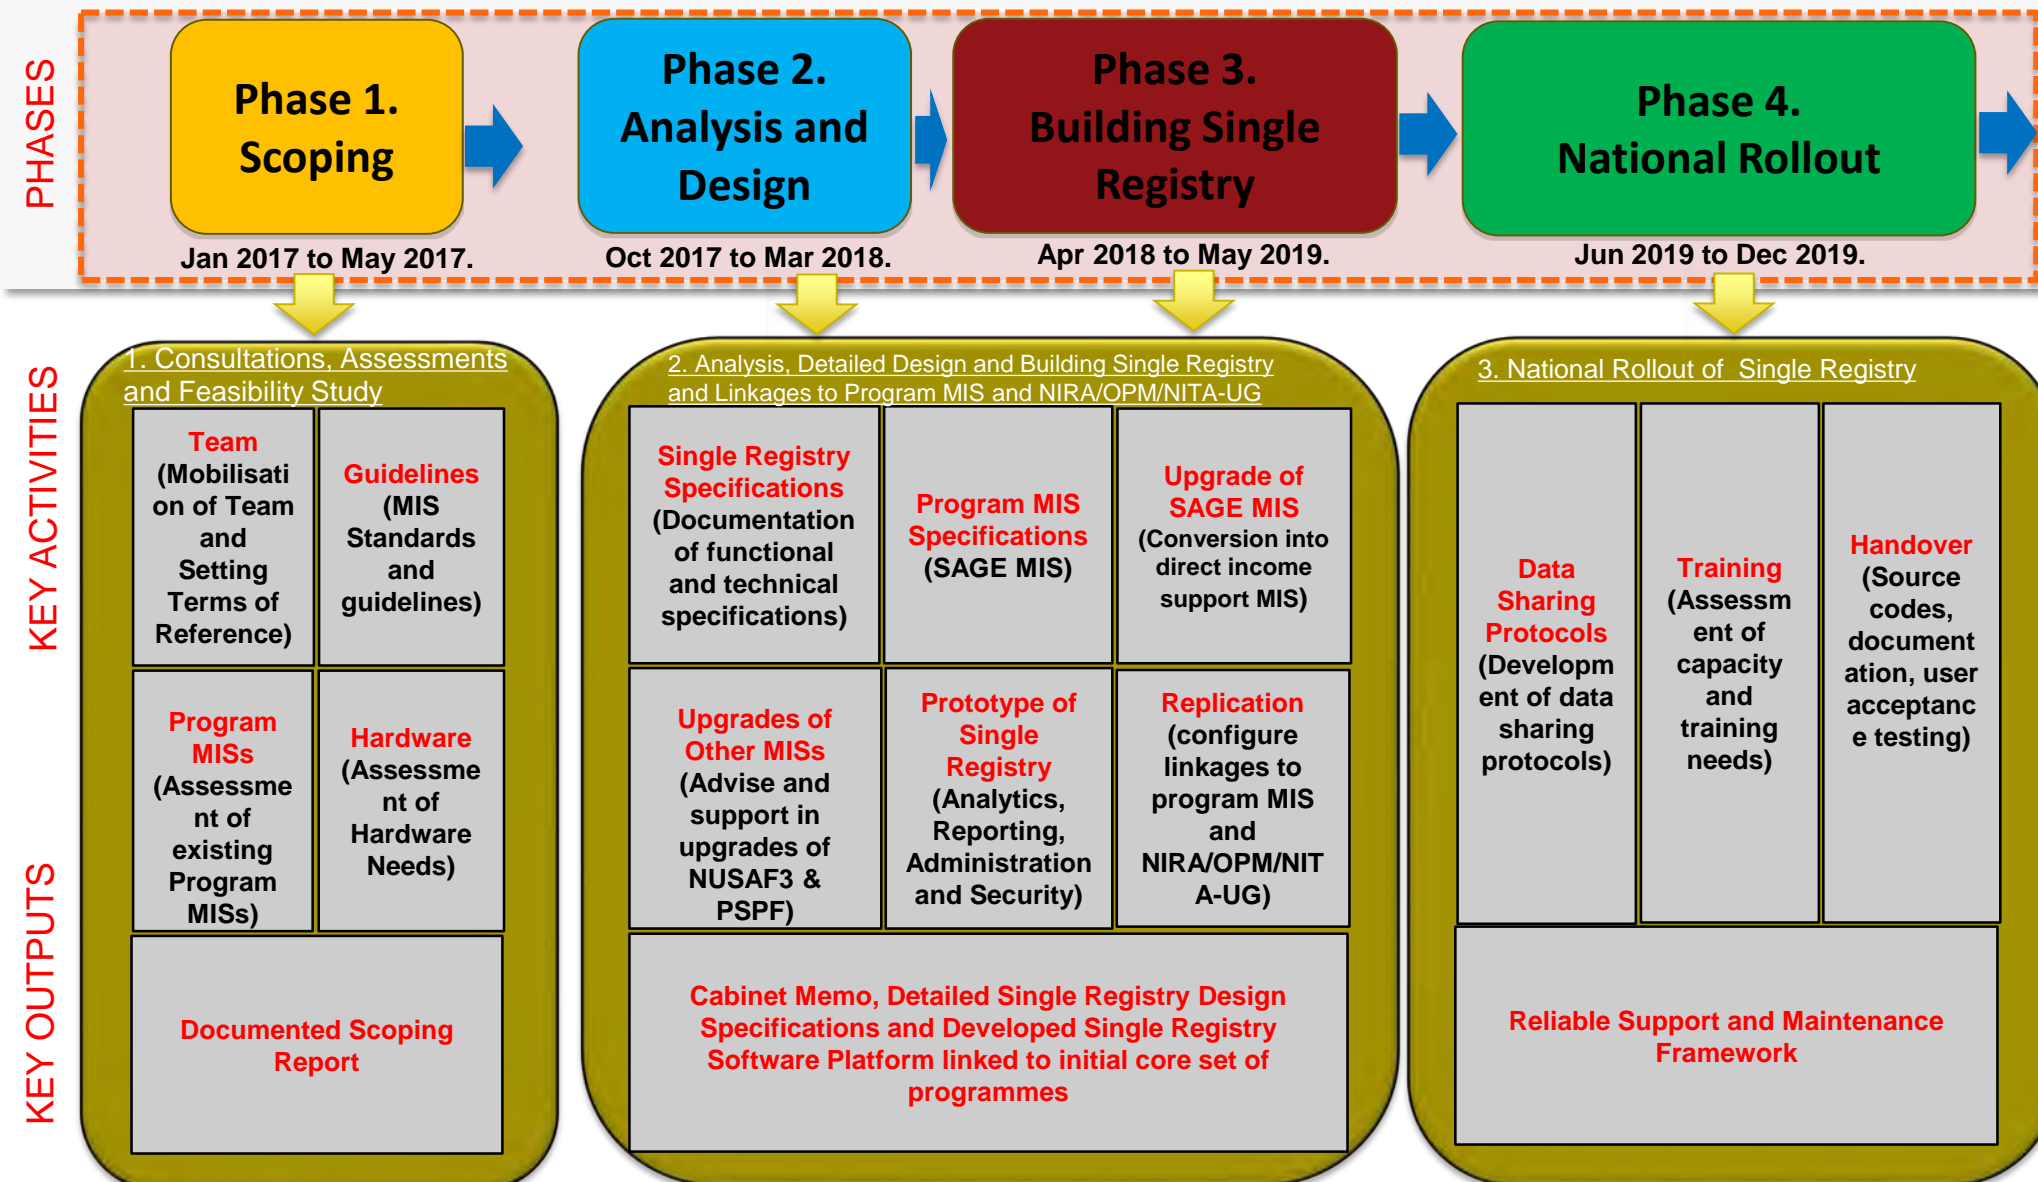 PHASES
Phase 1.
Scoping
Jan 2017 to May 2017.
Phase 2.
Analysis and
Design
Oct 2017 to Mar 2018.
Phase 3.
Building Single
Registry
Apr 2018 to May 2019.
Phase 4.
National Rollout
Jun 2019 to Dec 2019.
KEY ACTIVITIES
1. Consultations, Assessments
and Feasibility Study
Team
(Mobilisati
on of Team
and
Setting
Terms of
Reference)
Guidelines
(MIS
Standards
and
guidelines)
Program
MISs
(Assessme
nt of
existing
Program
MISs)
Hardware
(Assessme
nt of
Hardware
Needs)
2. Analysis, Detailed Design and Building Single Registry
and Linkages to Program MIS and NIRA/OPM/NITA-UG
Single Registry
Specifications
(Documentation
of functional
and technical
specifications)
Program MIS
Specifications
(SAGE MIS)
Upgrade of
SAGE MIS
(Conversion into
direct income
support MIS)
Upgrades of
Other MISs
(Advise and
support in
upgrades of
NUSAF3 &
PSPF)
Prototype of
Single
Registry
(Analytics,
Reporting,
Administration
and Security)
Replication
(configure
linkages to
program MIS
and
NIRA/OPM/NIT
A-UG)
3. National Rollout of  Single Registry
Data
Sharing
Protocols
(Developm
ent of data
sharing
protocols)
Training
(Assessm
ent of
capacity
and
training
needs)
Handover
(Source
codes,
document
ation, user
acceptanc
e testing)
KEY OUTPUTS
Documented Scoping
Report
Cabinet Memo, Detailed Single Registry Design
Specifications and Developed Single Registry
Software Platform linked to initial core set of
programmes
Reliable Support and Maintenance
Framework